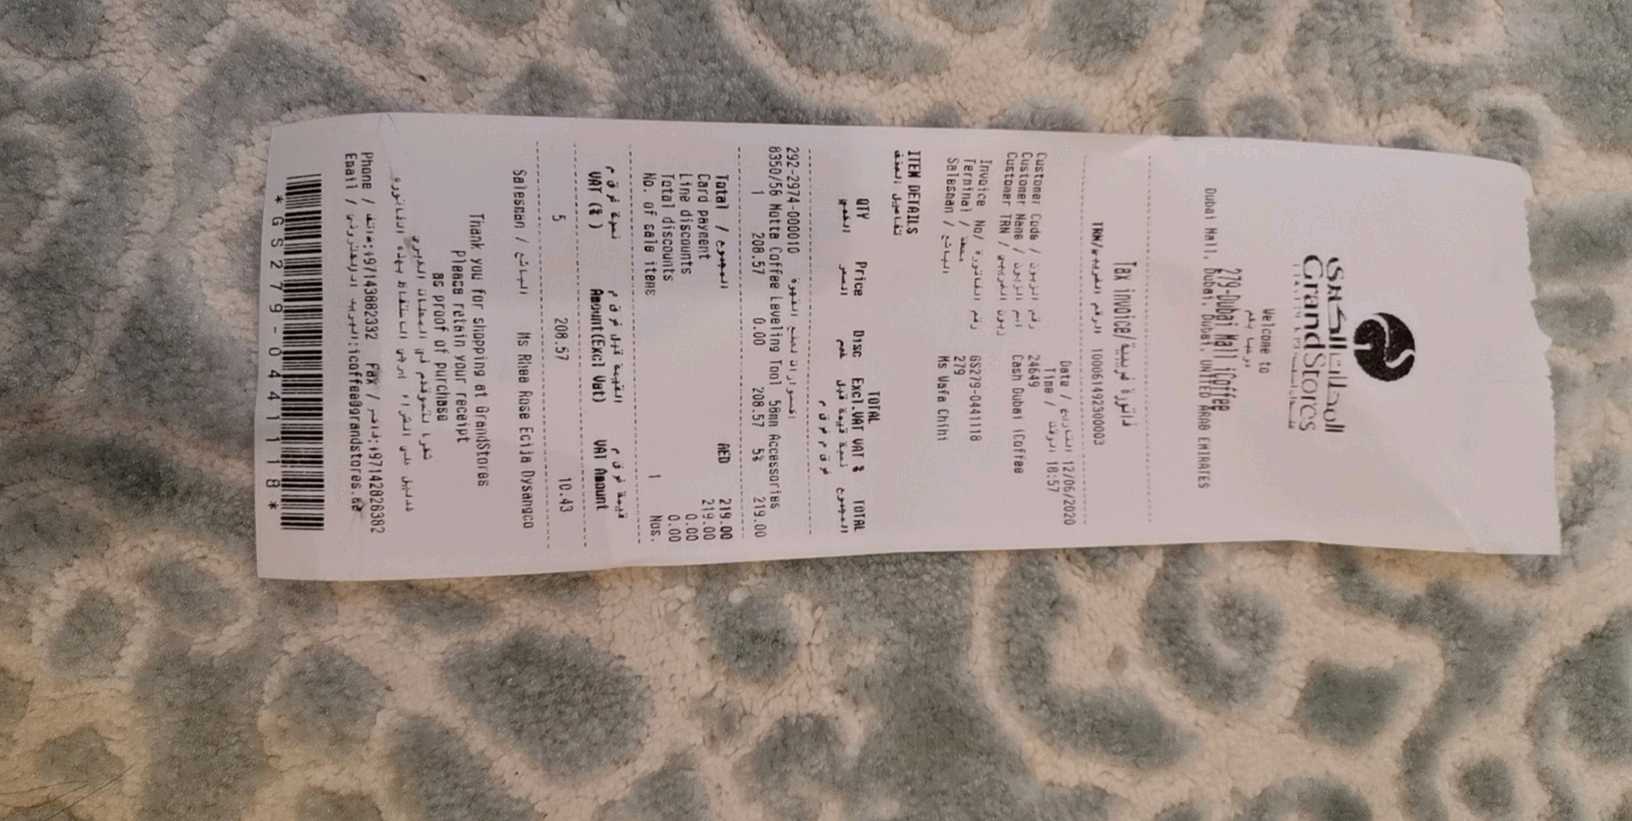 المحلات الكبرى
GrandStores
Welcome to
مرحبا بكم
279-Dubai Mall iCoffee
Dubai Mall, Dubai, Dubai, UNITED ARAB EMIRATES
Tax invoice/فاتورة ضريبية
TRN/الرقم الضريبي 100061492300003
Date / التاريخ 12/06/2020
Time / الوقت 18:57
Customer Code / رقم الزبون 24649
Customer Name / اسم الزبون Cash Dubai iCoffee
Customer TRN / زبون الضريبي
Invoice No/ رقم الفاتورة GS279-0441118
Terminal / محطة 279
Salesman / البائع Ms Wafa Chihi
ITEM DETAILS
تفاصيل الصنف
TOTAL
QTY Price Disc Excl.VAT VAT % TOTAL
السعر خصم نسبة قيمة قبل المجموع
ف ق م ف ق م
292-2974-000010 اكسسوارات لصنع القهوة
8350/58 Motta Coffee Leveling Tool 58mm Accessories
1 208.57 0.00 208.57 5% 219.00
Total / المجموع AED 219.00
Card payment 219.00
Line discounts 0.00
Total discounts 0.00
No. of sale items 1 Nos.
نسبة ف ق م القيمة قبل ف ق م قيمة ف ق م
VAT (%) Amount(Excl Vat) VAT Amount
5 208.57 10.43
Salesman / البائع Ms Rhea Rose Ecija Dysangco
Thank you for shopping at GrandStores
Please retain your receipt
as proof of purchase
شكرا لتسوقكم في المحلات الكبرى
يرجى الاحتفاظ بهذه الفاتورة كدليل على الشراء
Phone / هاتف:+97143882332 Fax / فاكس:+97142826382
Email / البريد الإلكتروني:icoffee@grandstores.ae
*GS279-0441118*